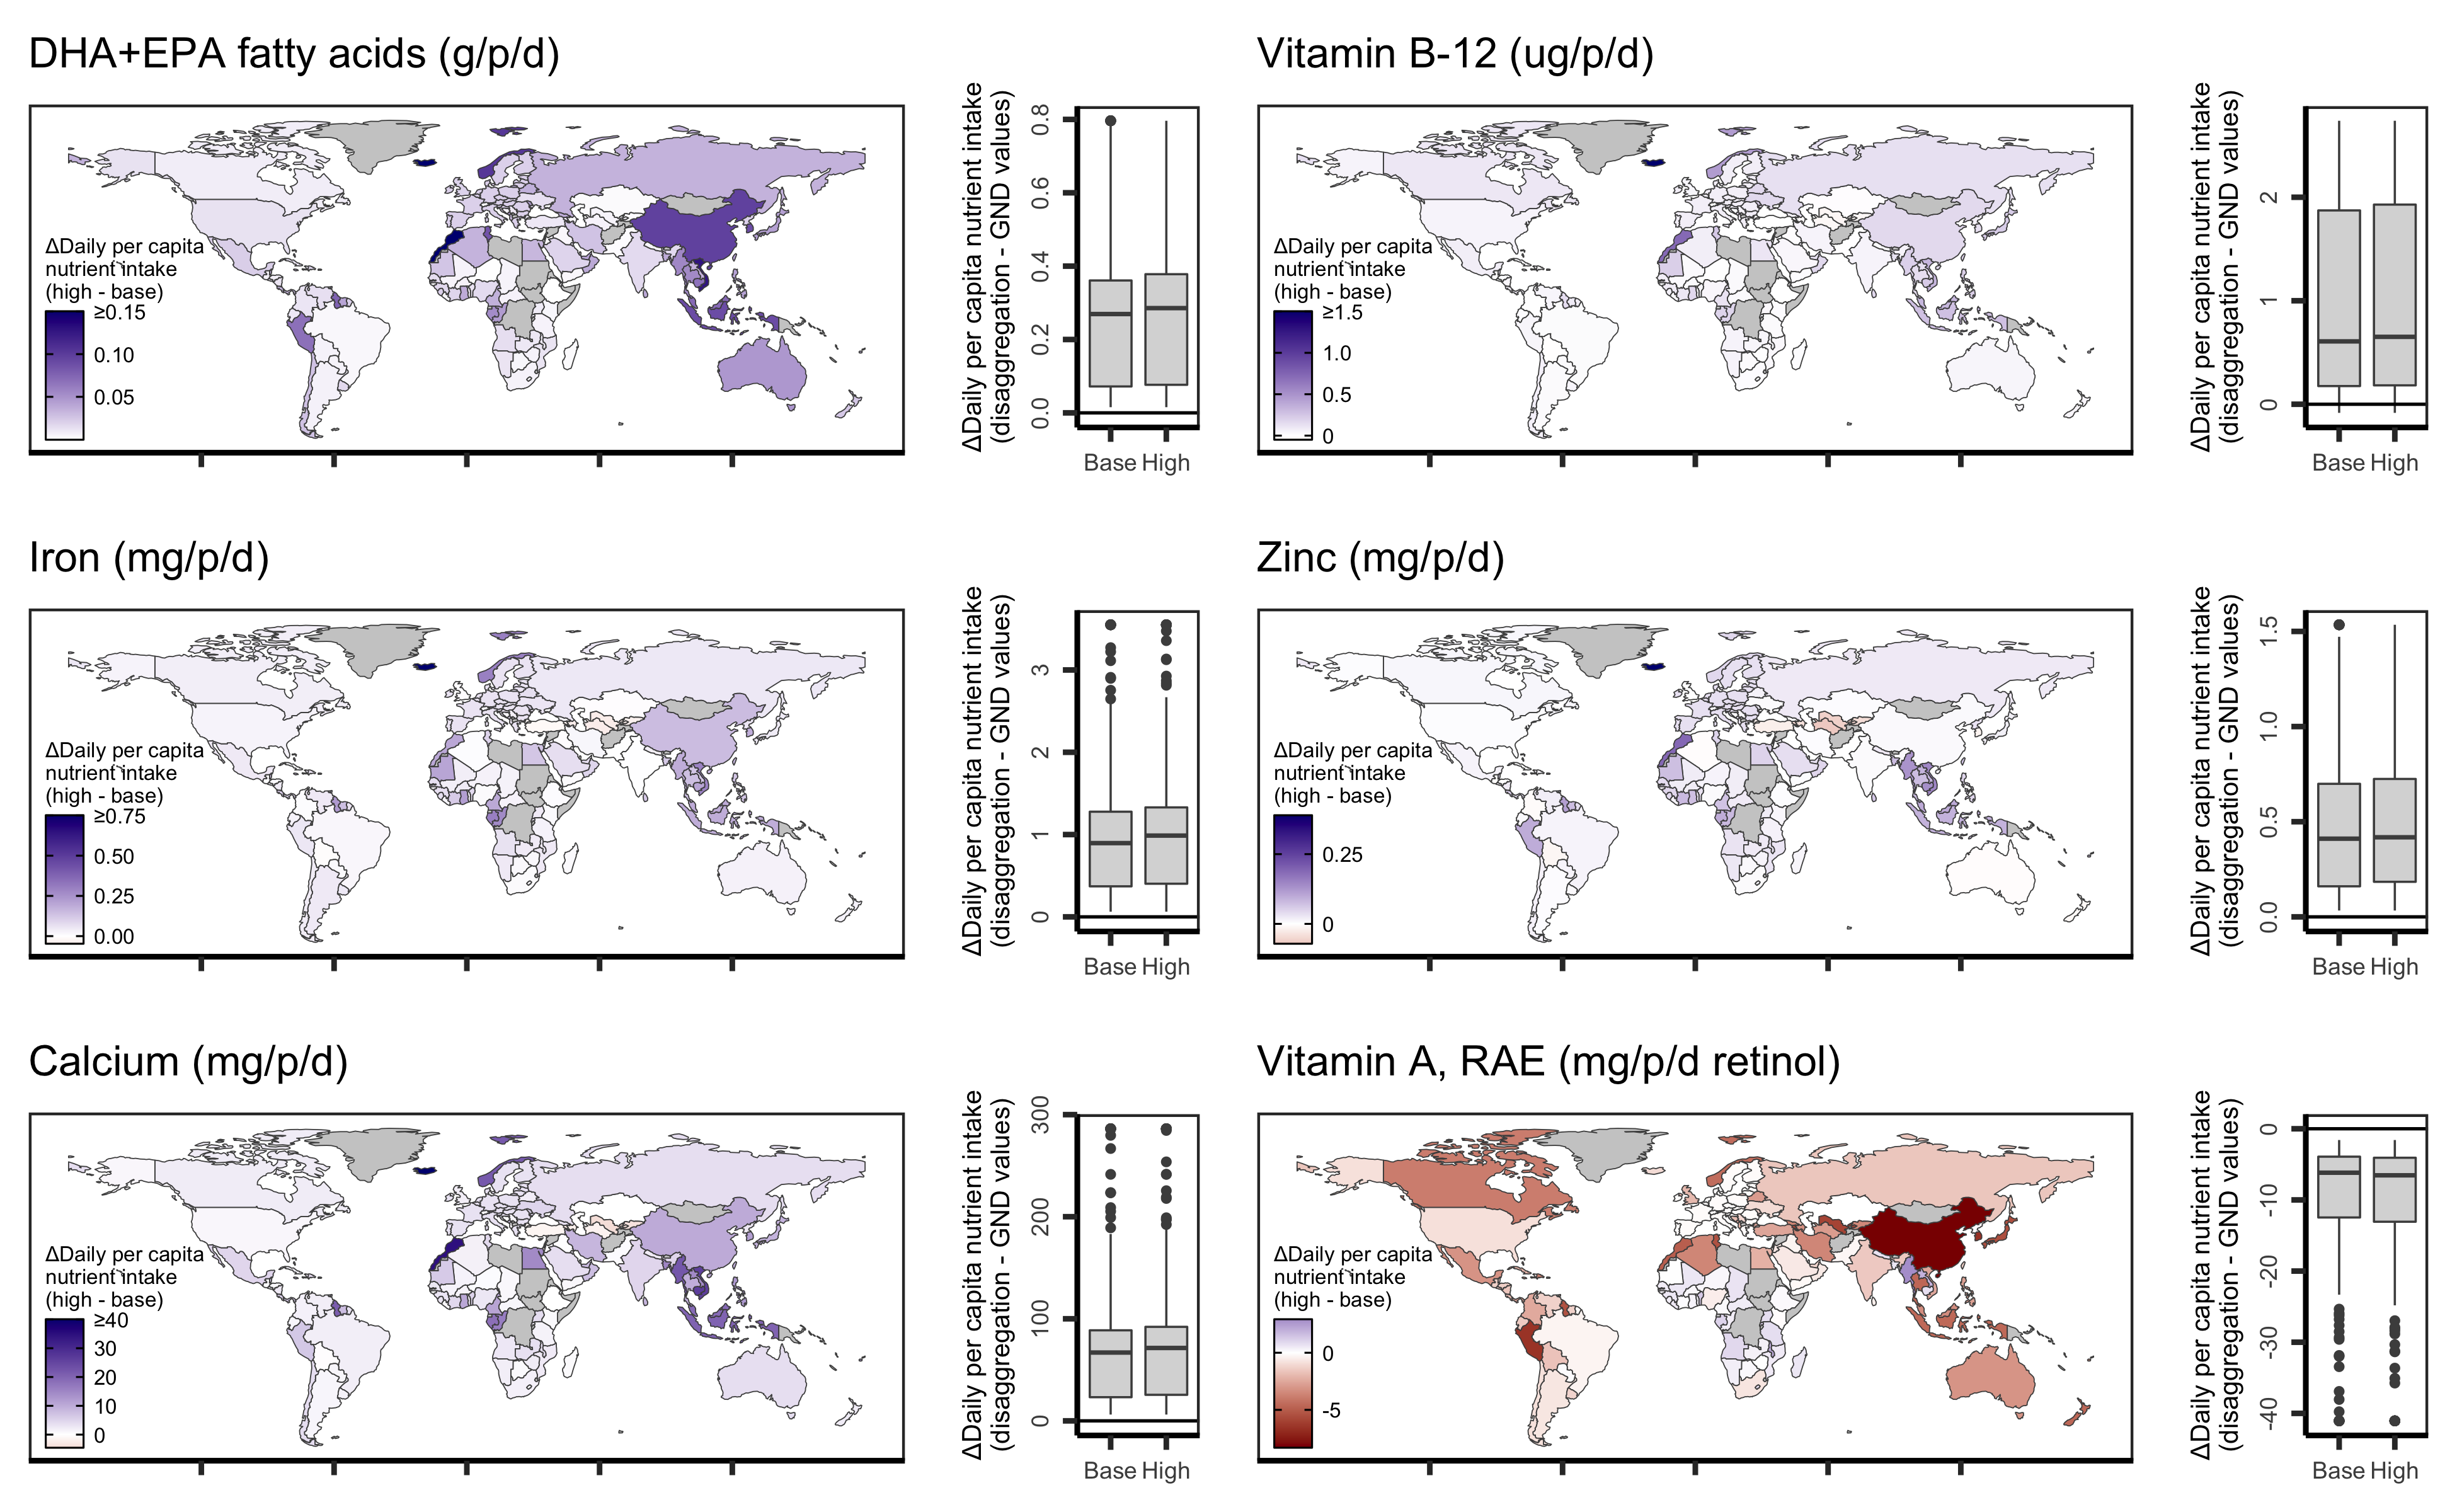 DHA+EPA fatty acids (g/p/d)
ΔDaily per capita
nutrient intake
(high - base)
≥0.15
0.10
0.05
ΔDaily per capita nutrient intake
(disaggregation - GND values)
0.8
0.6
0.4
0.2
0.0
Base High
Vitamin B-12 (ug/p/d)
ΔDaily per capita
nutrient intake
(high - base)
≥1.5
1.0
0.5
0
ΔDaily per capita nutrient intake
(disaggregation - GND values)
2
1
0
Base High
Iron (mg/p/d)
ΔDaily per capita
nutrient intake
(high - base)
≥0.75
0.50
0.25
0.00
ΔDaily per capita nutrient intake
(disaggregation - GND values)
3
2
1
0
Base High
Zinc (mg/p/d)
ΔDaily per capita
nutrient intake
(high - base)
0.25
0
ΔDaily per capita nutrient intake
(disaggregation - GND values)
1.5
1.0
0.5
0.0
Base High
Calcium (mg/p/d)
ΔDaily per capita
nutrient intake
(high - base)
≥40
30
20
10
0
ΔDaily per capita nutrient intake
(disaggregation - GND values)
300
200
100
0
Base High
Vitamin A, RAE (mg/p/d retinol)
ΔDaily per capita
nutrient intake
(high - base)
0
-5
ΔDaily per capita nutrient intake
(disaggregation - GND values)
0
-10
-20
-30
-40
Base High